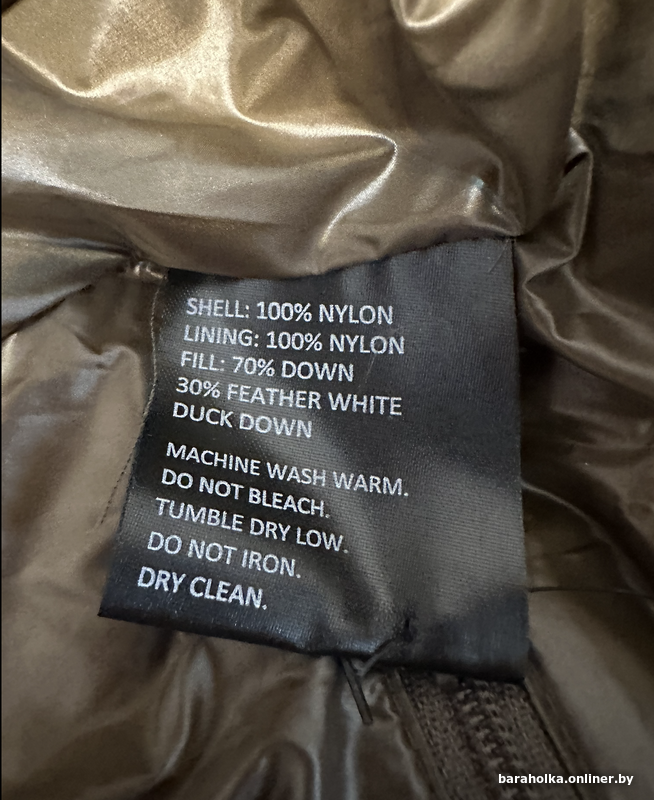 SHELL: 100% NYLON
LINING: 100% NYLON
FILL: 70% DOWN
30% FEATHER WHITE
DUCK DOWN
MACHINE WASH WARM.
DO NOT BLEACH.
TUMBLE DRY LOW.
DO NOT IRON.
DRY CLEAN.
baraholka.onliner.by